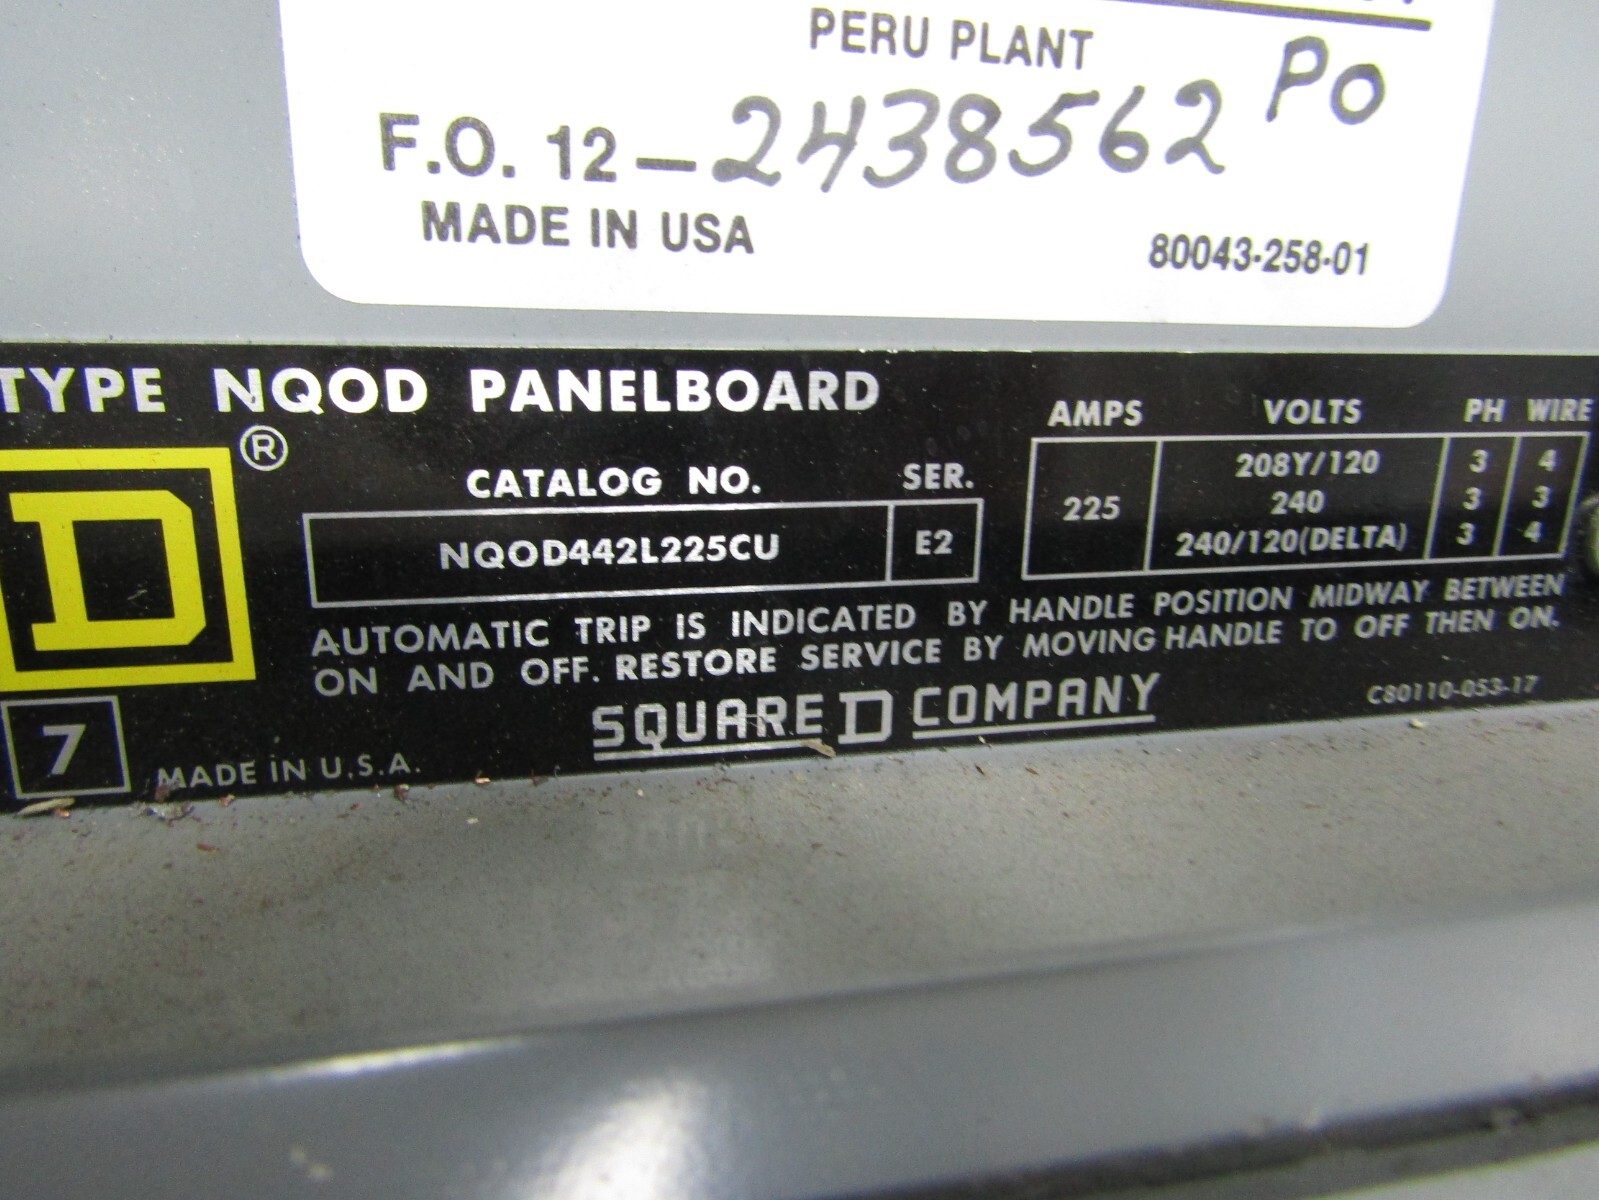 PERU PLANT
F.O. 12-2438562 PO
MADE IN USA 80043-258-01
TYPE NQOD PANELBOARD
D ®
CATALOG NO. SER.
NQOD442L225CU E2
AMPS VOLTS PH WIRE
208Y/120 3 4
225 240 3 3
240/120(DELTA) 3 4
AUTOMATIC TRIP IS INDICATED BY HANDLE POSITION MIDWAY BETWEEN
ON AND OFF. RESTORE SERVICE BY MOVING HANDLE TO OFF THEN ON.
7 MADE IN U.S.A. SQUARE D COMPANY C80110-053-17